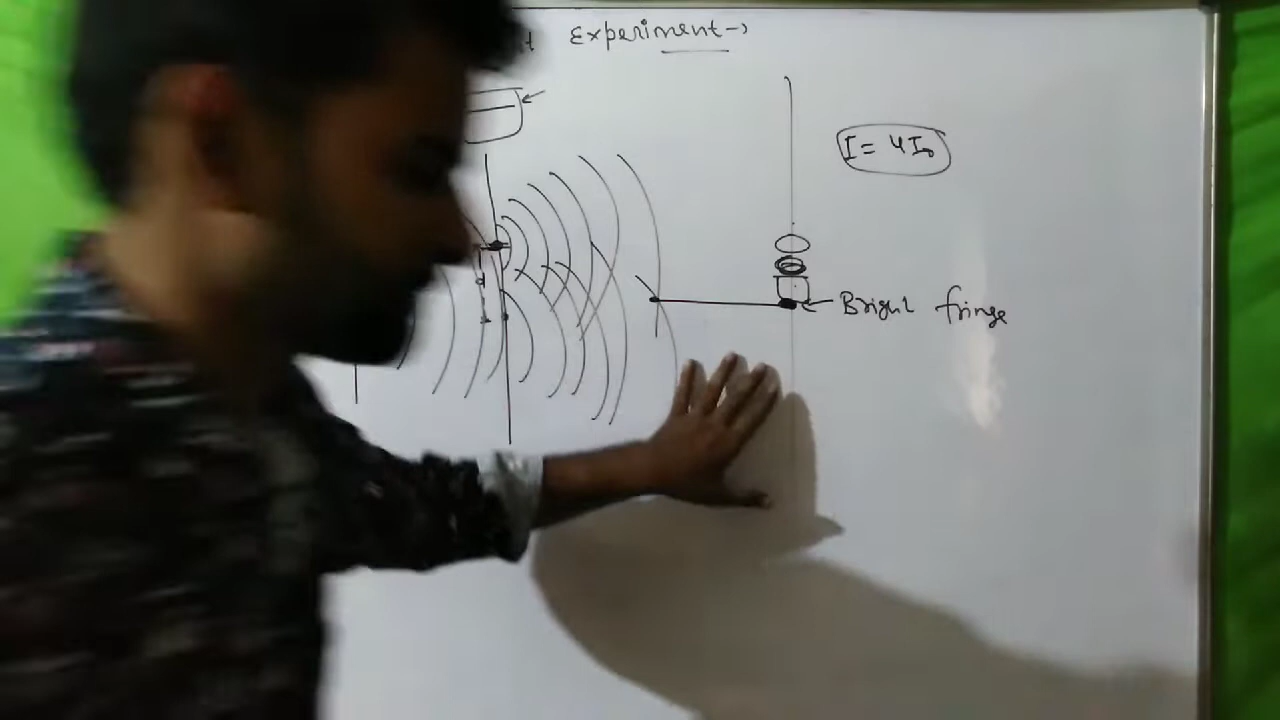 Experiment
I = 4I₀
d
Bright fringe